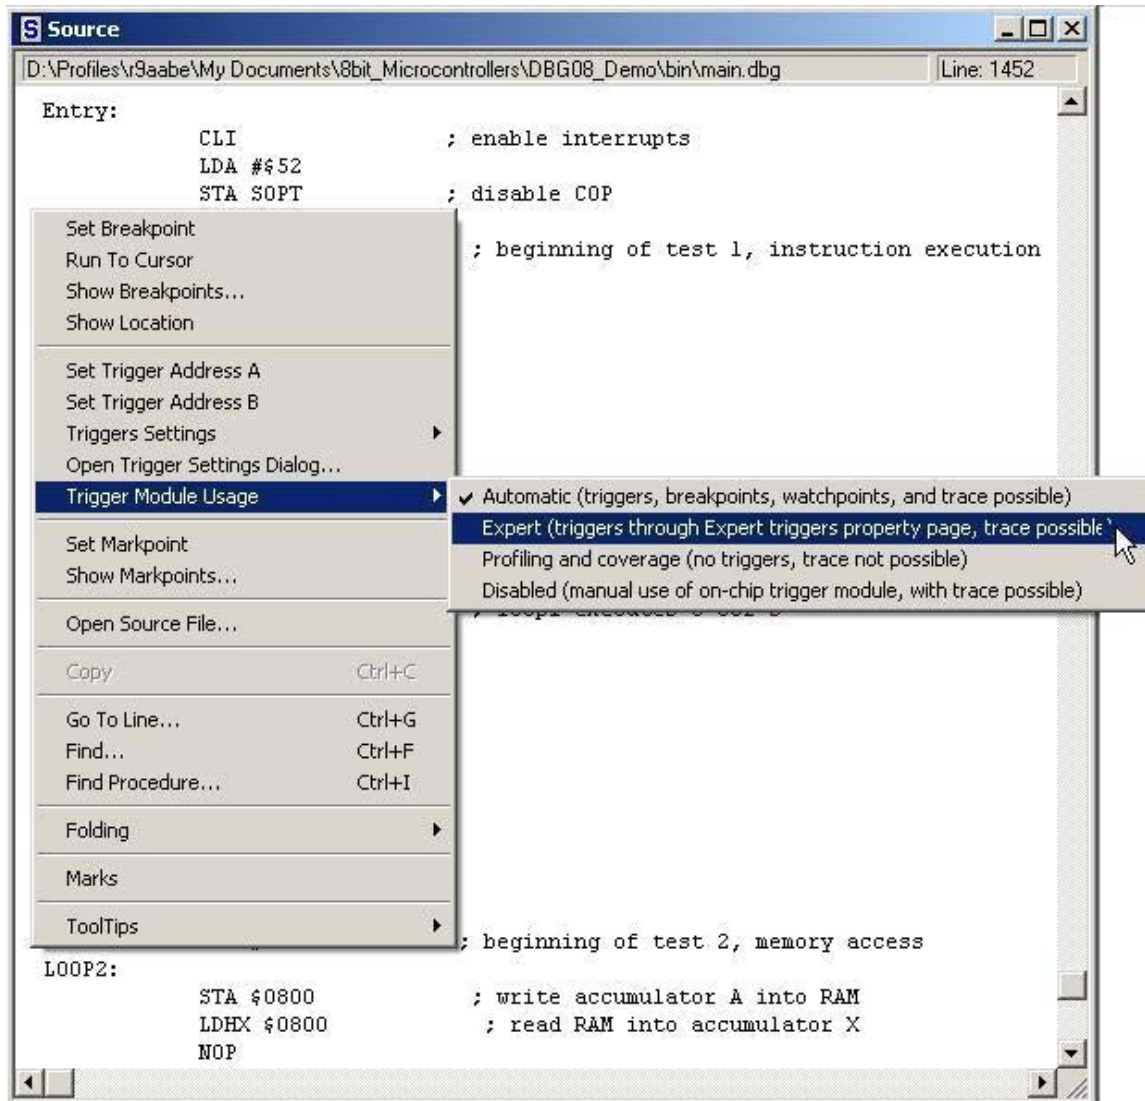 Source
D:\Profiles\r9aabe\My Documents\8bit_Microcontrollers\DBG08_Demo\bin\main.dbg Line: 1452
Entry:
CLI ; enable interrupts
LDA #$52
STA SOPT ; disable COP
; beginning of test 1, instruction execution
Set Breakpoint
Run To Cursor
Show Breakpoints...
Show Location
Set Trigger Address A
Set Trigger Address B
Triggers Settings
Open Trigger Settings Dialog...
Trigger Module Usage
Automatic (triggers, breakpoints, watchpoints, and trace possible)
Expert (triggers through Expert triggers property page, trace possible)
Profiling and coverage (no triggers, trace not possible)
Disabled (manual use of on-chip trigger module, with trace possible)
Set Markpoint
Show Markpoints...
Open Source File...
Copy Ctrl+C
Go To Line... Ctrl+G
Find... Ctrl+F
Find Procedure... Ctrl+I
Folding
Marks
ToolTips
; beginning of test 2, memory access
LOOP2:
STA $0800 ; write accumulator A into RAM
LDHX $0800 ; read RAM into accumulator X
NOP